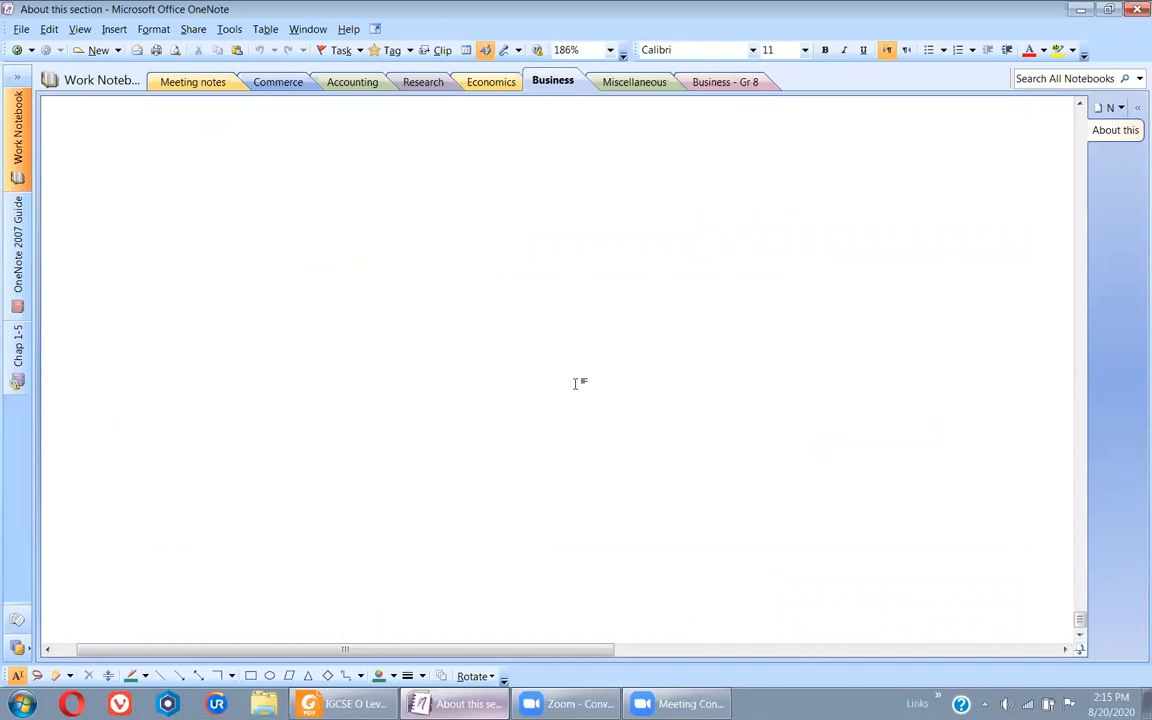 About this section - Microsoft Office OneNote
File Edit View Insert Format Share Tools Table Window Help
New Task Tag Clip 186% Calibri 11 B I U A
Work Noteb... Meeting notes Commerce Accounting Research Economics Business Miscellaneous Business - Gr 8 Search All Notebooks
N
About this
Work Notebook
OneNote 2007 Guide
Chap 1-5
Rotate
IGCSE O Lev... About this se... Zoom - Conv... Meeting Con... Links 2:15 PM
8/20/2020